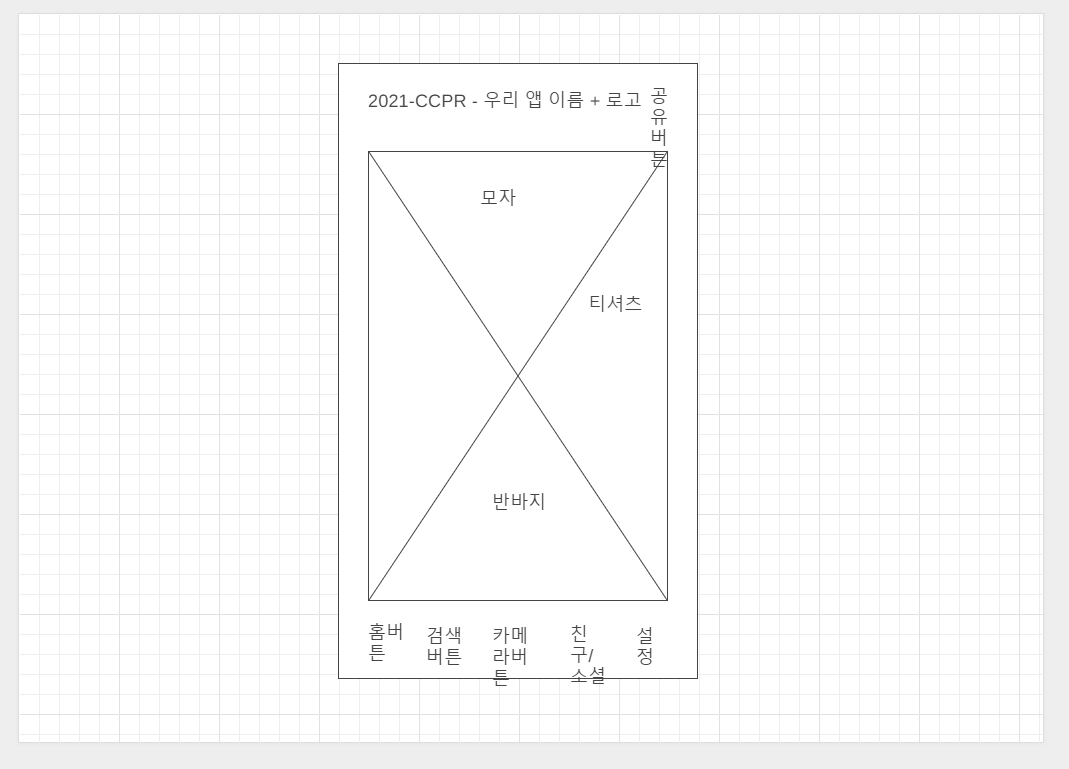 2021-CCPR - 우리 앱 이름 + 로고
공
유
버
튼
모자
티셔츠
반바지
홈버
튼
검색
버튼
카메
라버
튼
친
구/
소셜
설
정